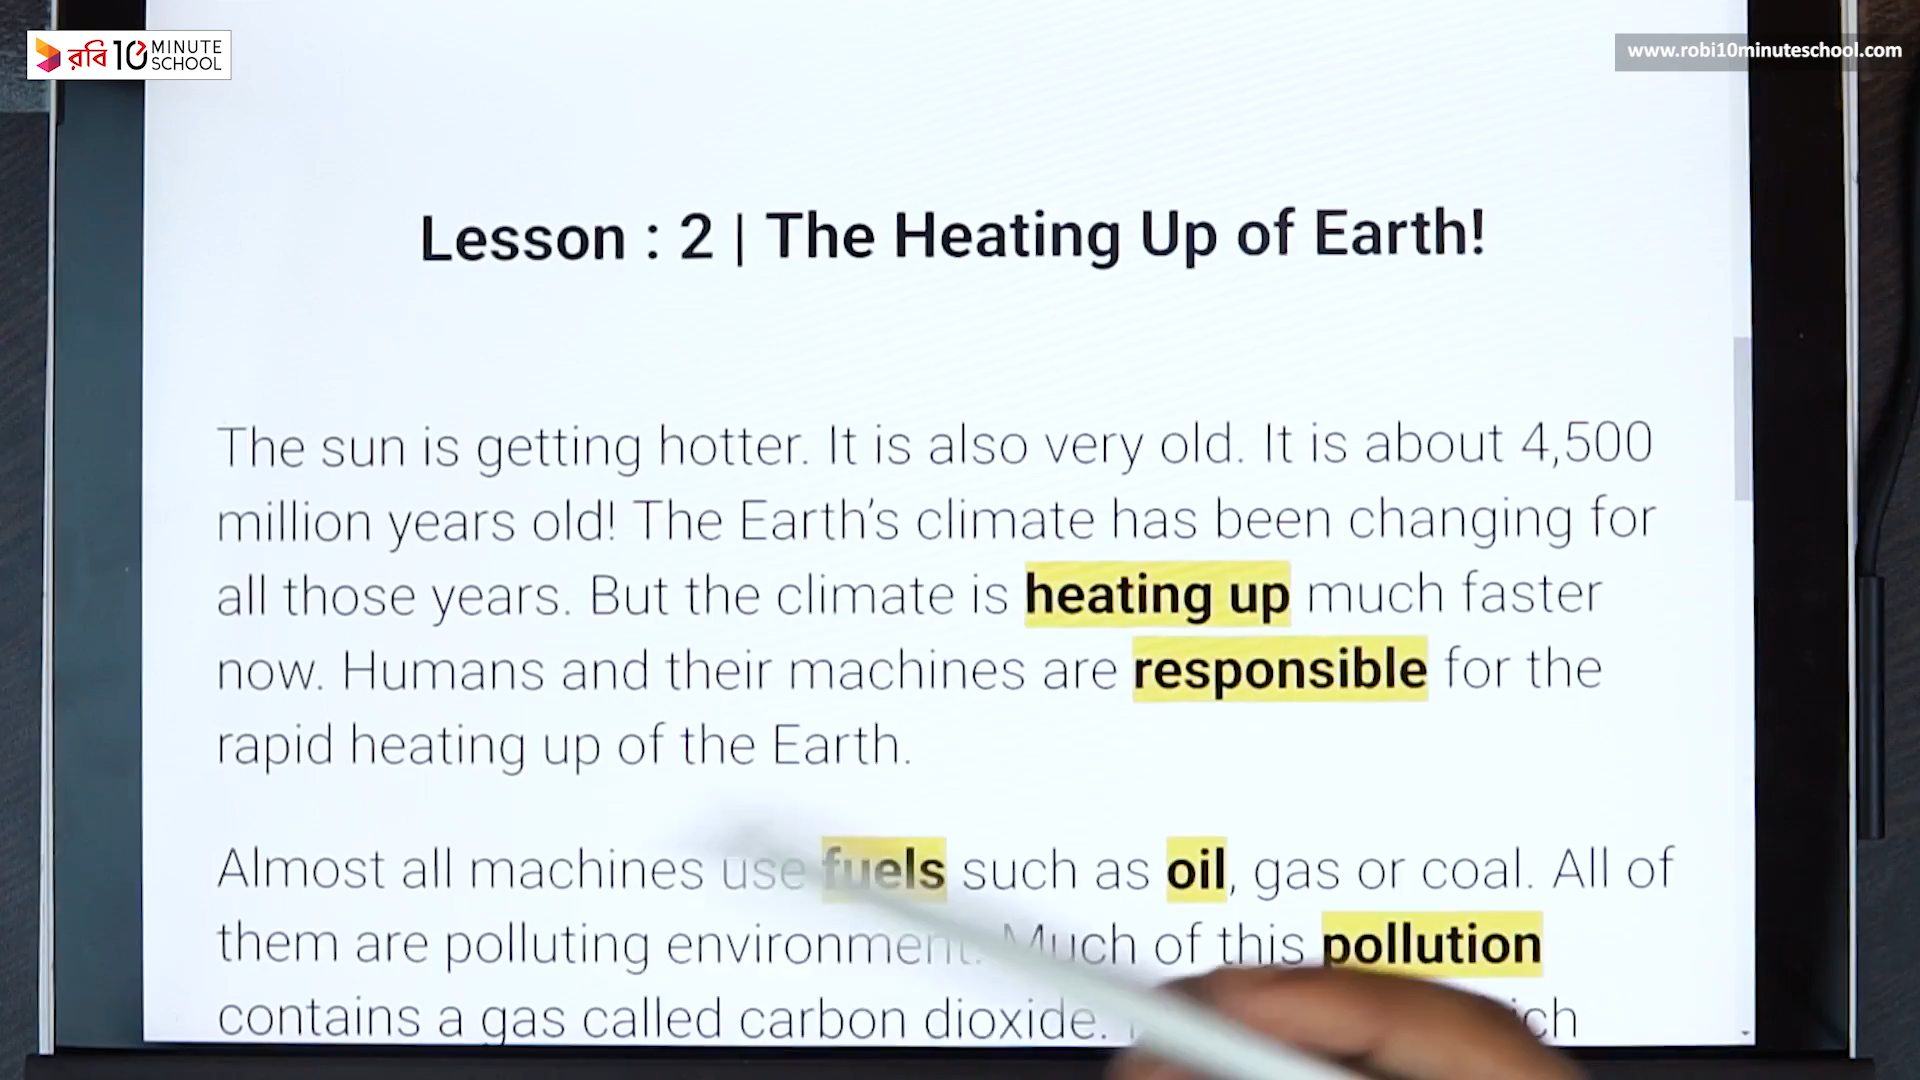 রবি 10 MINUTE SCHOOL
www.robi10minuteschool.com
Lesson : 2 | The Heating Up of Earth!
The sun is getting hotter. It is also very old. It is about 4,500
million years old! The Earth's climate has been changing for
all those years. But the climate is heating up much faster
now. Humans and their machines are responsible for the
rapid heating up of the Earth.
Almost all machines use fuels such as oil, gas or coal. All of
them are polluting environment. Much of this pollution
contains a gas called carbon dioxide.